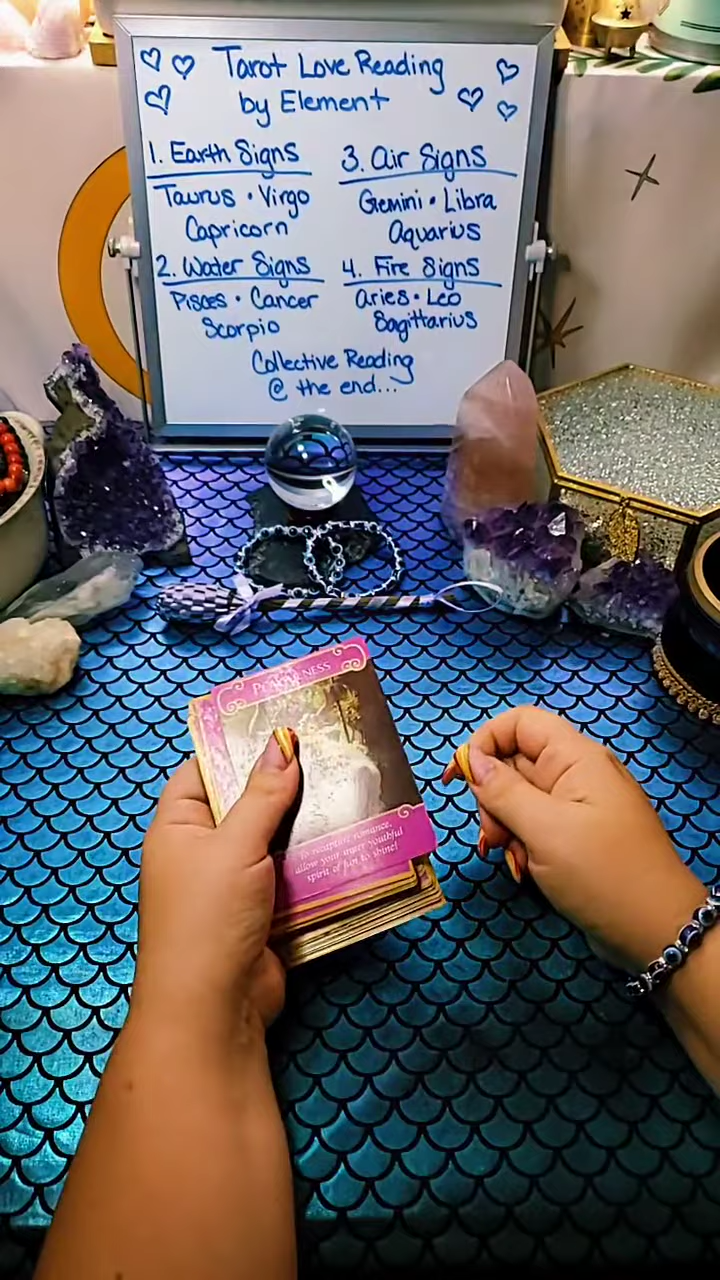 Tarot Love Reading
by Element
1. Earth Signs
Taurus • Virgo
Capricorn
2. Water Signs
Pisces • Cancer
Scorpio
3. Air Signs
Gemini • Libra
Aquarius
4. Fire Signs
Aries • Leo
Sagittarius
Collective Reading
@ the end...
PLAYFULNESS
To recapture romance,
allow your inner youthful
spirit of fun to shine!